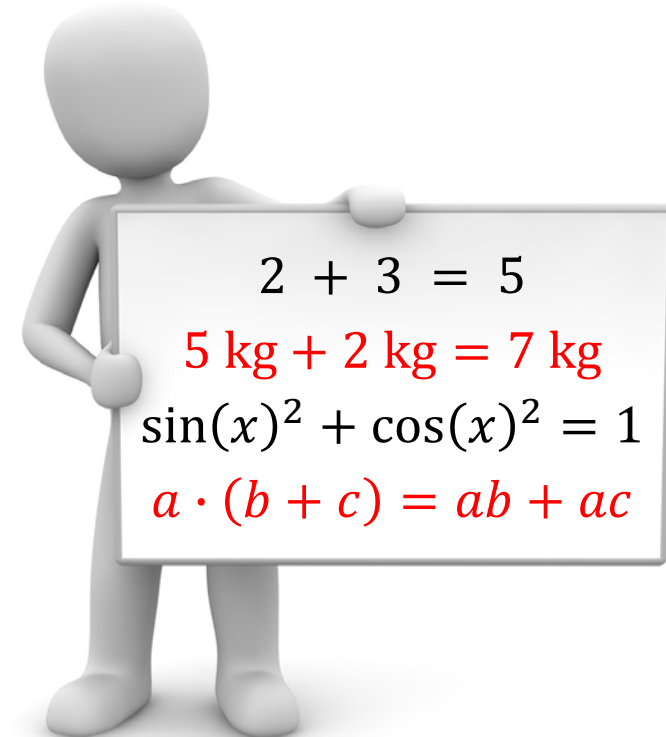 2 + 3 = 5
5 kg + 2 kg = 7 kg
sin(x)² + cos(x)² = 1
a · (b + c) = ab + ac